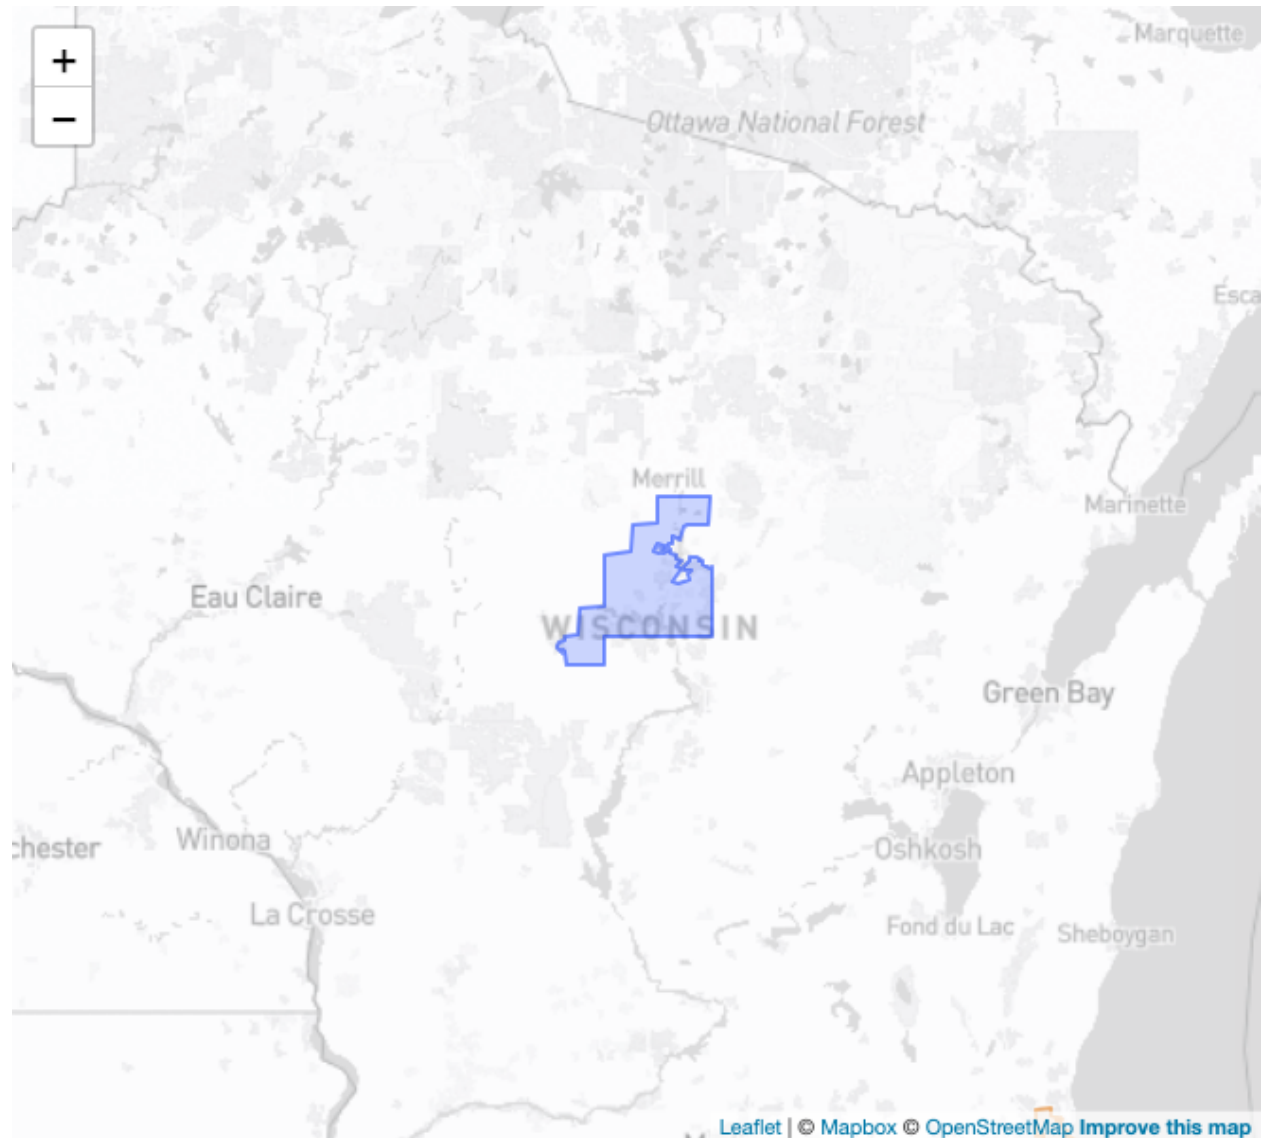 +
−
Marquette
Ottawa National Forest
Esca
Merrill
Marinette
Eau Claire
WISCONSIN
Green Bay
Appleton
chester
Winona
Oshkosh
La Crosse
Fond du Lac
Sheboygan
Leaflet | © Mapbox © OpenStreetMap Improve this map